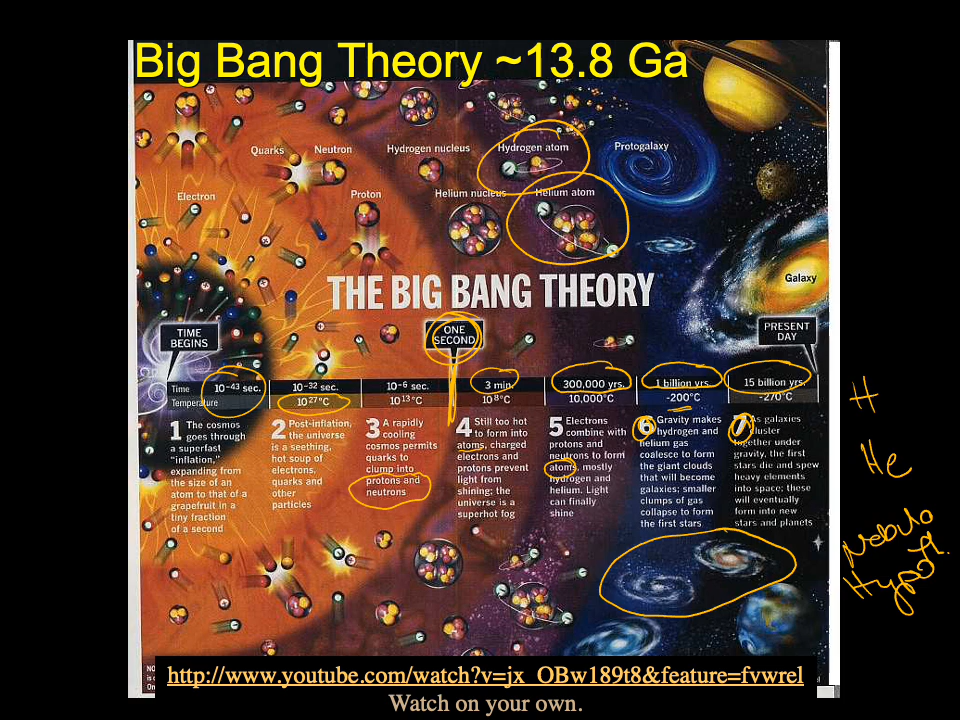 Big Bang Theory ~13.8 Ga
Quarks
Neutron
Hydrogen nucleus
Hydrogen atom
Protogalaxy
Electron
Proton
Helium nucleus
Helium atom
Galaxy
THE BIG BANG THEORY
TIME
BEGINS
ONE
SECOND
PRESENT
DAY
Time 10⁻⁴³ sec. 10⁻³² sec. 10⁻⁶ sec. 3 min. 300,000 yrs. 1 billion yrs. 15 billion yrs.
Temperature 10²⁷°C 10¹³°C 10⁸°C 10,000°C -200°C -270°C
1 The cosmos
goes through
a superfast
"inflation,"
expanding from
the size of an
atom to that of a
grapefruit in a
tiny fraction
of a second
2 Post-inflation,
the universe
is a seething,
hot soup of
electrons,
quarks and
other
particles
3 A rapidly
cooling
cosmos permits
quarks to
clump into
protons and
neutrons
4 Still too hot
to form into
atoms, charged
electrons and
protons prevent
light from
shining; the
universe is a
superhot fog
5 Electrons
combine with
protons and
neutrons to form
atoms, mostly
hydrogen and
helium. Light
can finally
shine
6 Gravity makes
hydrogen and
helium gas
coalesce to form
the giant clouds
that will become
galaxies; smaller
clumps of gas
collapse to form
the first stars
7 As galaxies
cluster
together under
gravity, the first
stars die and spew
heavy elements
into space; these
will eventually
form into new
stars and planets
H
He
http://www.youtube.com/watch?v=jx_OBw189t8&feature=fvwrel
Watch on your own.